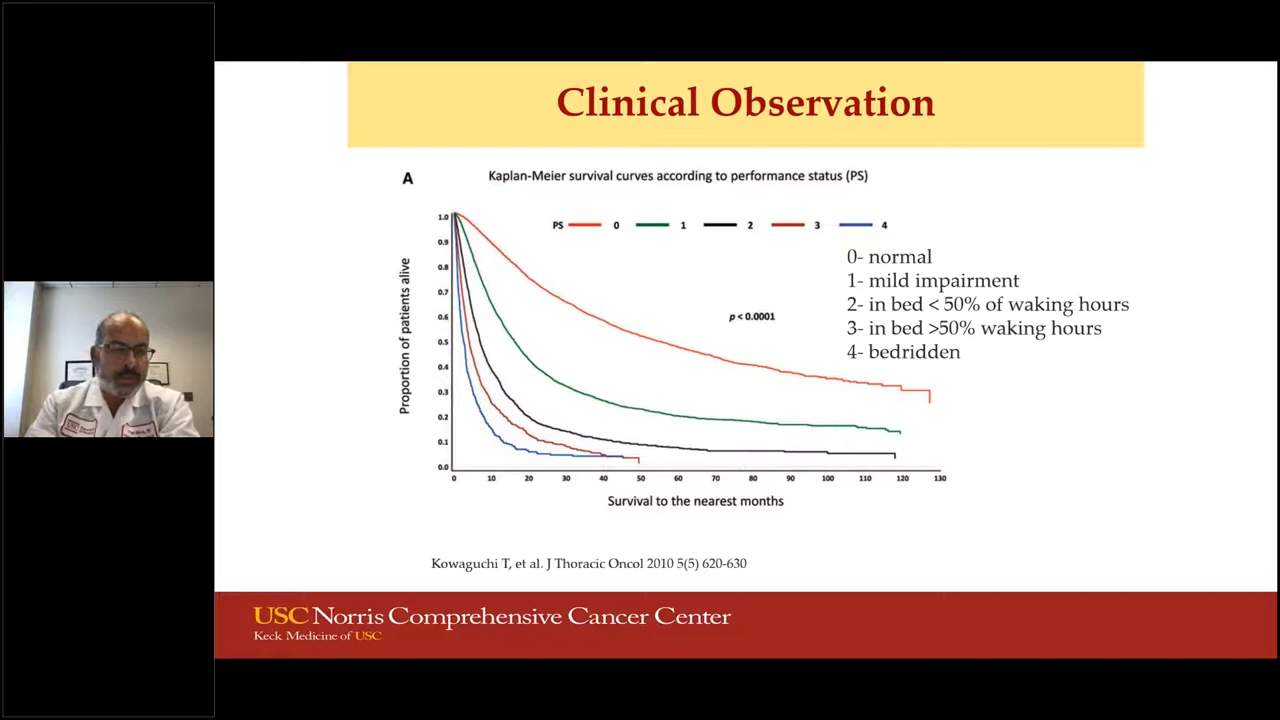 Clinical Observation
A
Kaplan-Meier survival curves according to performance status (PS)
PS 0 1 2 3 4
0- normal
1- mild impairment
2- in bed < 50% of waking hours
3- in bed >50% waking hours
4- bedridden
p < 0.0001
Proportion of patients alive
1.0
0.9
0.8
0.7
0.6
0.5
0.4
0.3
0.2
0.1
0.0
0 10 20 30 40 50 60 70 80 90 100 110 120 130
Survival to the nearest months
Kowaguchi T, et al. J Thoracic Oncol 2010 5(5) 620-630
USC Norris Comprehensive Cancer Center
Keck Medicine of USC